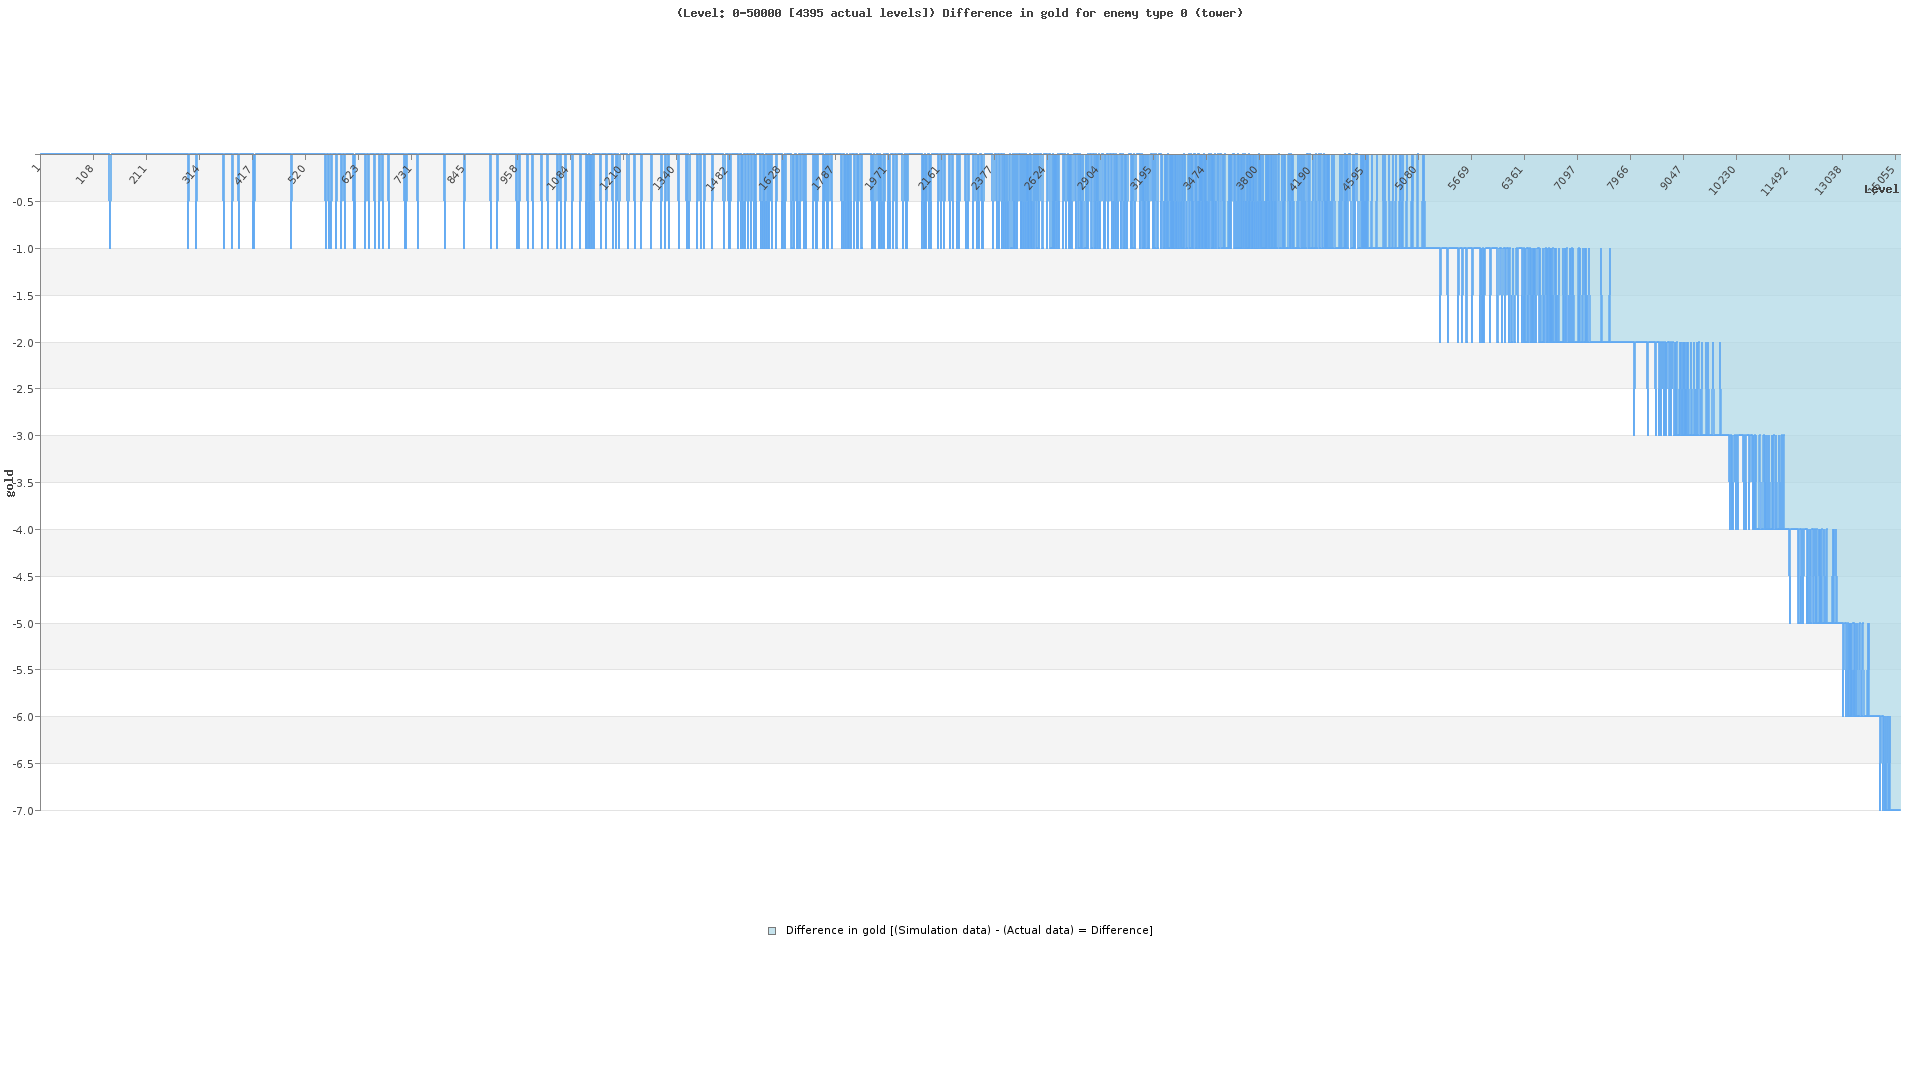 (Level: 0-50000 [4395 actual levels]) Difference in gold for enemy type 0 (tower)
1 108 211 314 417 520 623 731 845 958 1084 1210 1340 1482 1628 1787 1971 2161 2377 2624 2904 3195 3474 3800 4190 4595 5080 5669 6361 7097 7966 9047 10230 11492 13038
Level
-0.5
-1.0
-1.5
-2.0
-2.5
-3.0
gold
-3.5
-4.0
-4.5
-5.0
-5.5
-6.0
-6.5
-7.0
Difference in gold [(Simulation data) - (Actual data) = Difference]